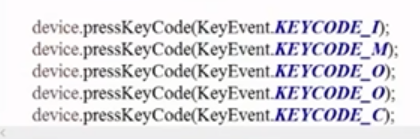 device.pressKeyCode(KeyEvent.KEYCODE_I);
device.pressKeyCode(KeyEvent.KEYCODE_M);
device.pressKeyCode(KeyEvent.KEYCODE_O);
device.pressKeyCode(KeyEvent.KEYCODE_O);
device.pressKeyCode(KeyEvent.KEYCODE_C);